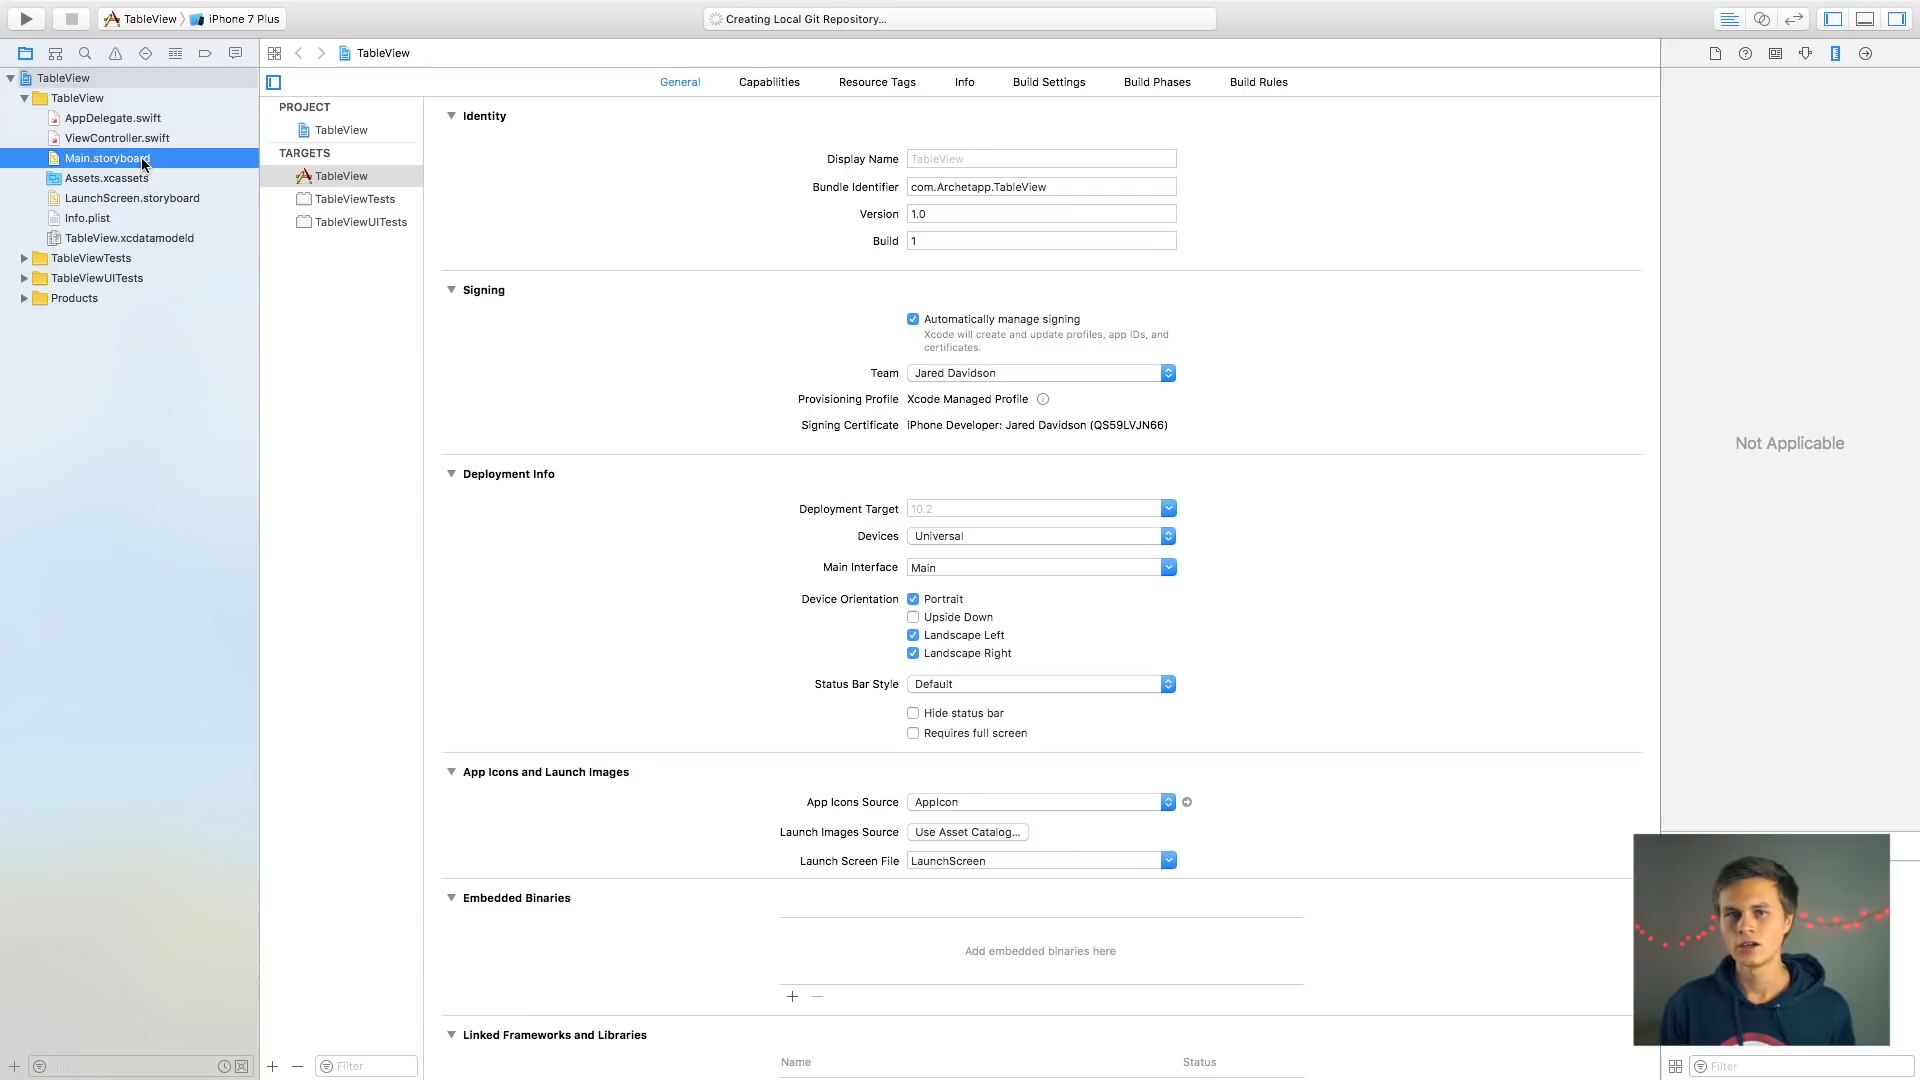 TableView
iPhone 7 Plus
Creating Local Git Repository...
TableView
TableView
TableView
AppDelegate.swift
ViewController.swift
Main.storyboard
Assets.xcassets
LaunchScreen.storyboard
Info.plist
TableView.xcdatamodeld
TableViewTests
TableViewUITests
Products
General
Capabilities
Resource Tags
Info
Build Settings
Build Phases
Build Rules
PROJECT
TableView
TARGETS
TableView
TableViewTests
TableViewUITests
Identity
Display Name TableView
Bundle Identifier com.Archetapp.TableView
Version 1.0
Build 1
Signing
Automatically manage signing
Xcode will create and update profiles, app IDs, and
certificates.
Team Jared Davidson
Provisioning Profile Xcode Managed Profile
Signing Certificate iPhone Developer: Jared Davidson (QS59LVJN66)
Deployment Info
Deployment Target 10.2
Devices Universal
Main Interface Main
Device Orientation Portrait
Upside Down
Landscape Left
Landscape Right
Status Bar Style Default
Hide status bar
Requires full screen
App Icons and Launch Images
App Icons Source AppIcon
Launch Images Source Use Asset Catalog...
Launch Screen File LaunchScreen
Embedded Binaries
Add embedded binaries here
Linked Frameworks and Libraries
Name Status
Filter
Not Applicable
Filter